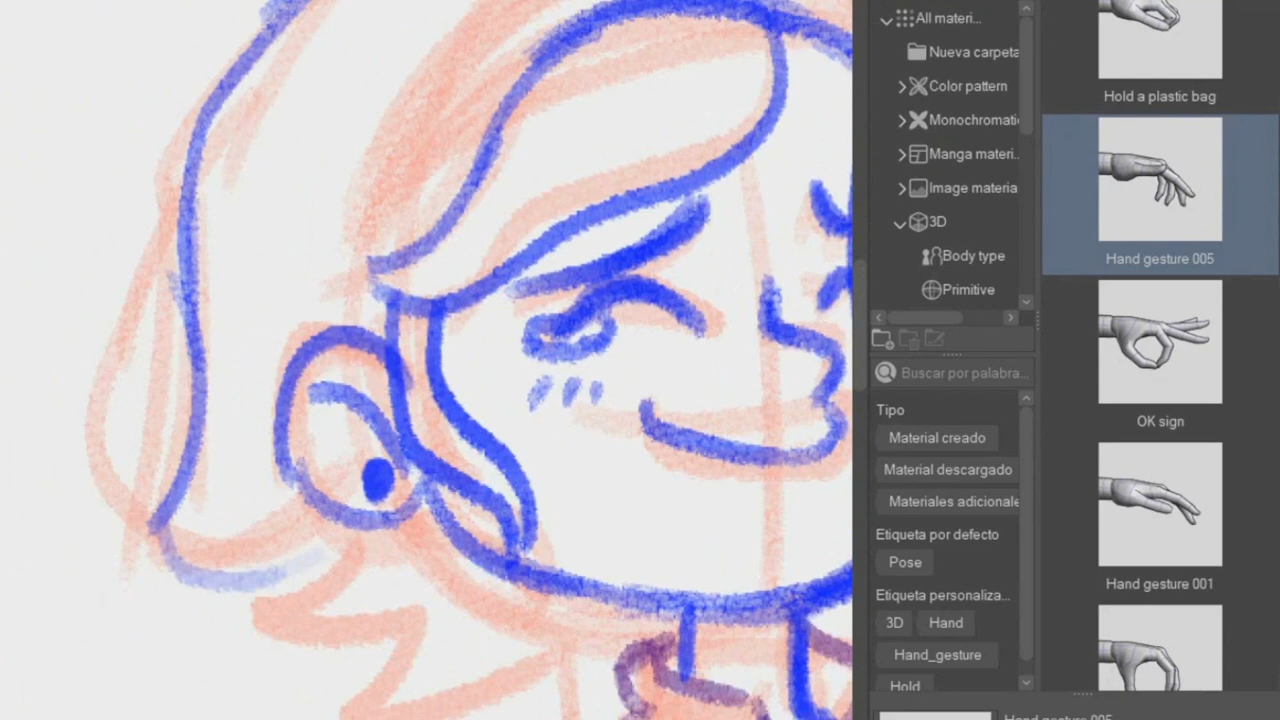 All materi...
Nueva carpeta
Color pattern
Monochromati
Manga materi..
Image materia
3D
Body type
Primitive
Buscar por palabra...
Tipo
Material creado
Material descargado
Materiales adicionale
Etiqueta por defecto
Pose
Etiqueta personaliza...
3D Hand
Hand_gesture
Hold
Hold a plastic bag
Hand gesture 005
OK sign
Hand gesture 001
Hand gesture 005